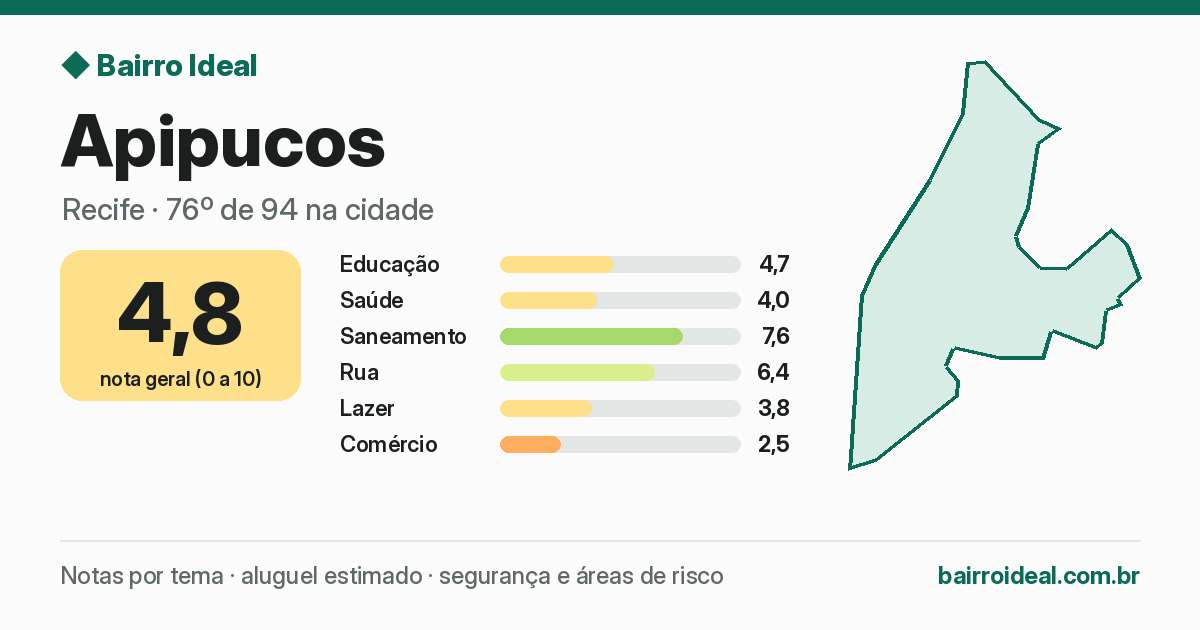 Bairro Ideal
Apipucos
Recife · 76º de 94 na cidade
4,8
nota geral (0 a 10)
Educação 4,7
Saúde 4,0
Saneamento 7,6
Rua 6,4
Lazer 3,8
Comércio 2,5
Notas por tema · aluguel estimado · segurança e áreas de risco
bairroideal.com.br